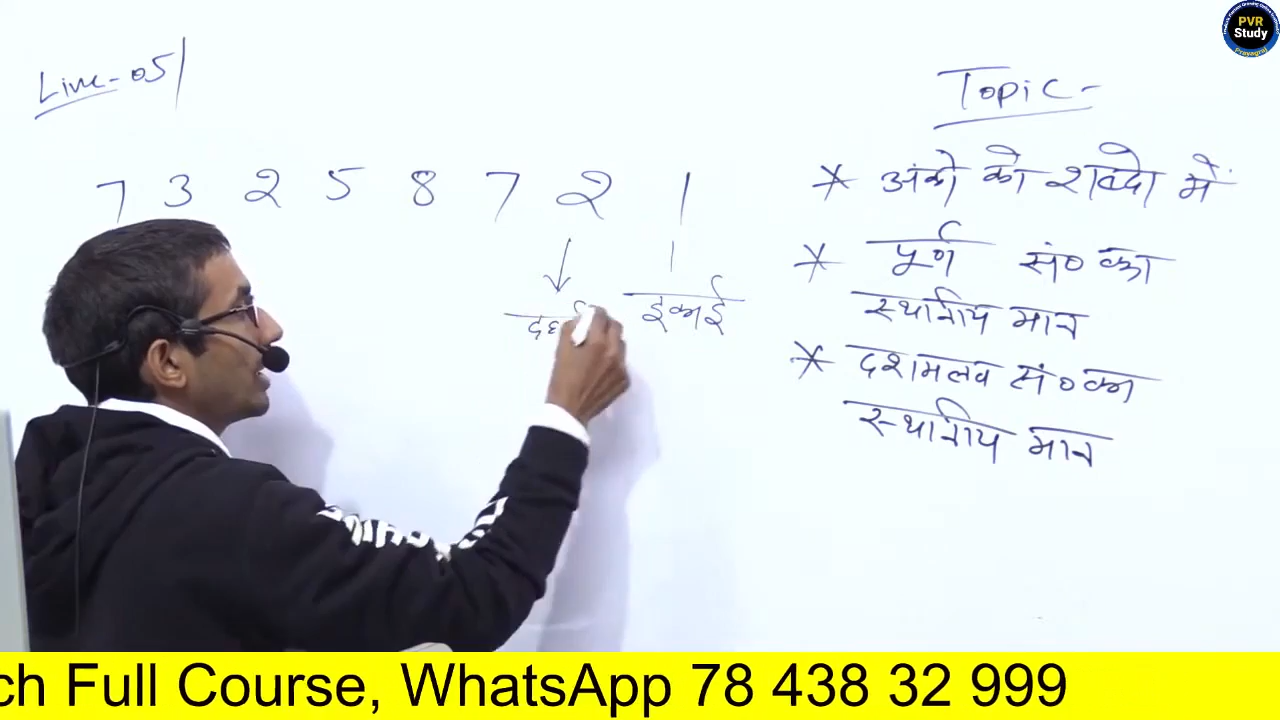 Live-05
Topic-
* अंको को शब्दो में
7 3 2 5 8 7 2 1
* पूर्ण सं० का
स्थानीय मान
इकाई
* दशमलव सं० का
स्थानीय मान
PVR
Study
Prayagraj
ch Full Course, WhatsApp 78 438 32 999